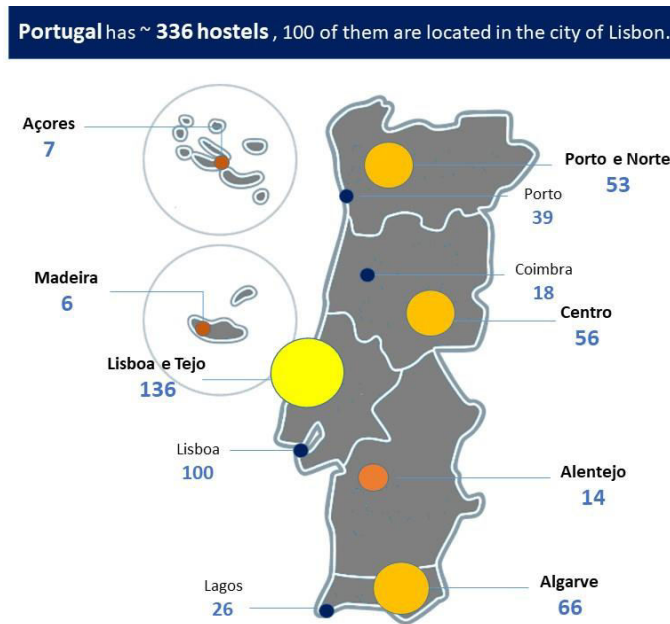 Portugal has ~ 336 hostels , 100 of them are located in the city of Lisbon.
Açores
7
Porto e Norte
53
Porto
39
Coimbra
18
Madeira
6
Centro
56
Lisboa e Tejo
136
Lisboa
100
Alentejo
14
Algarve
66
Lagos
26